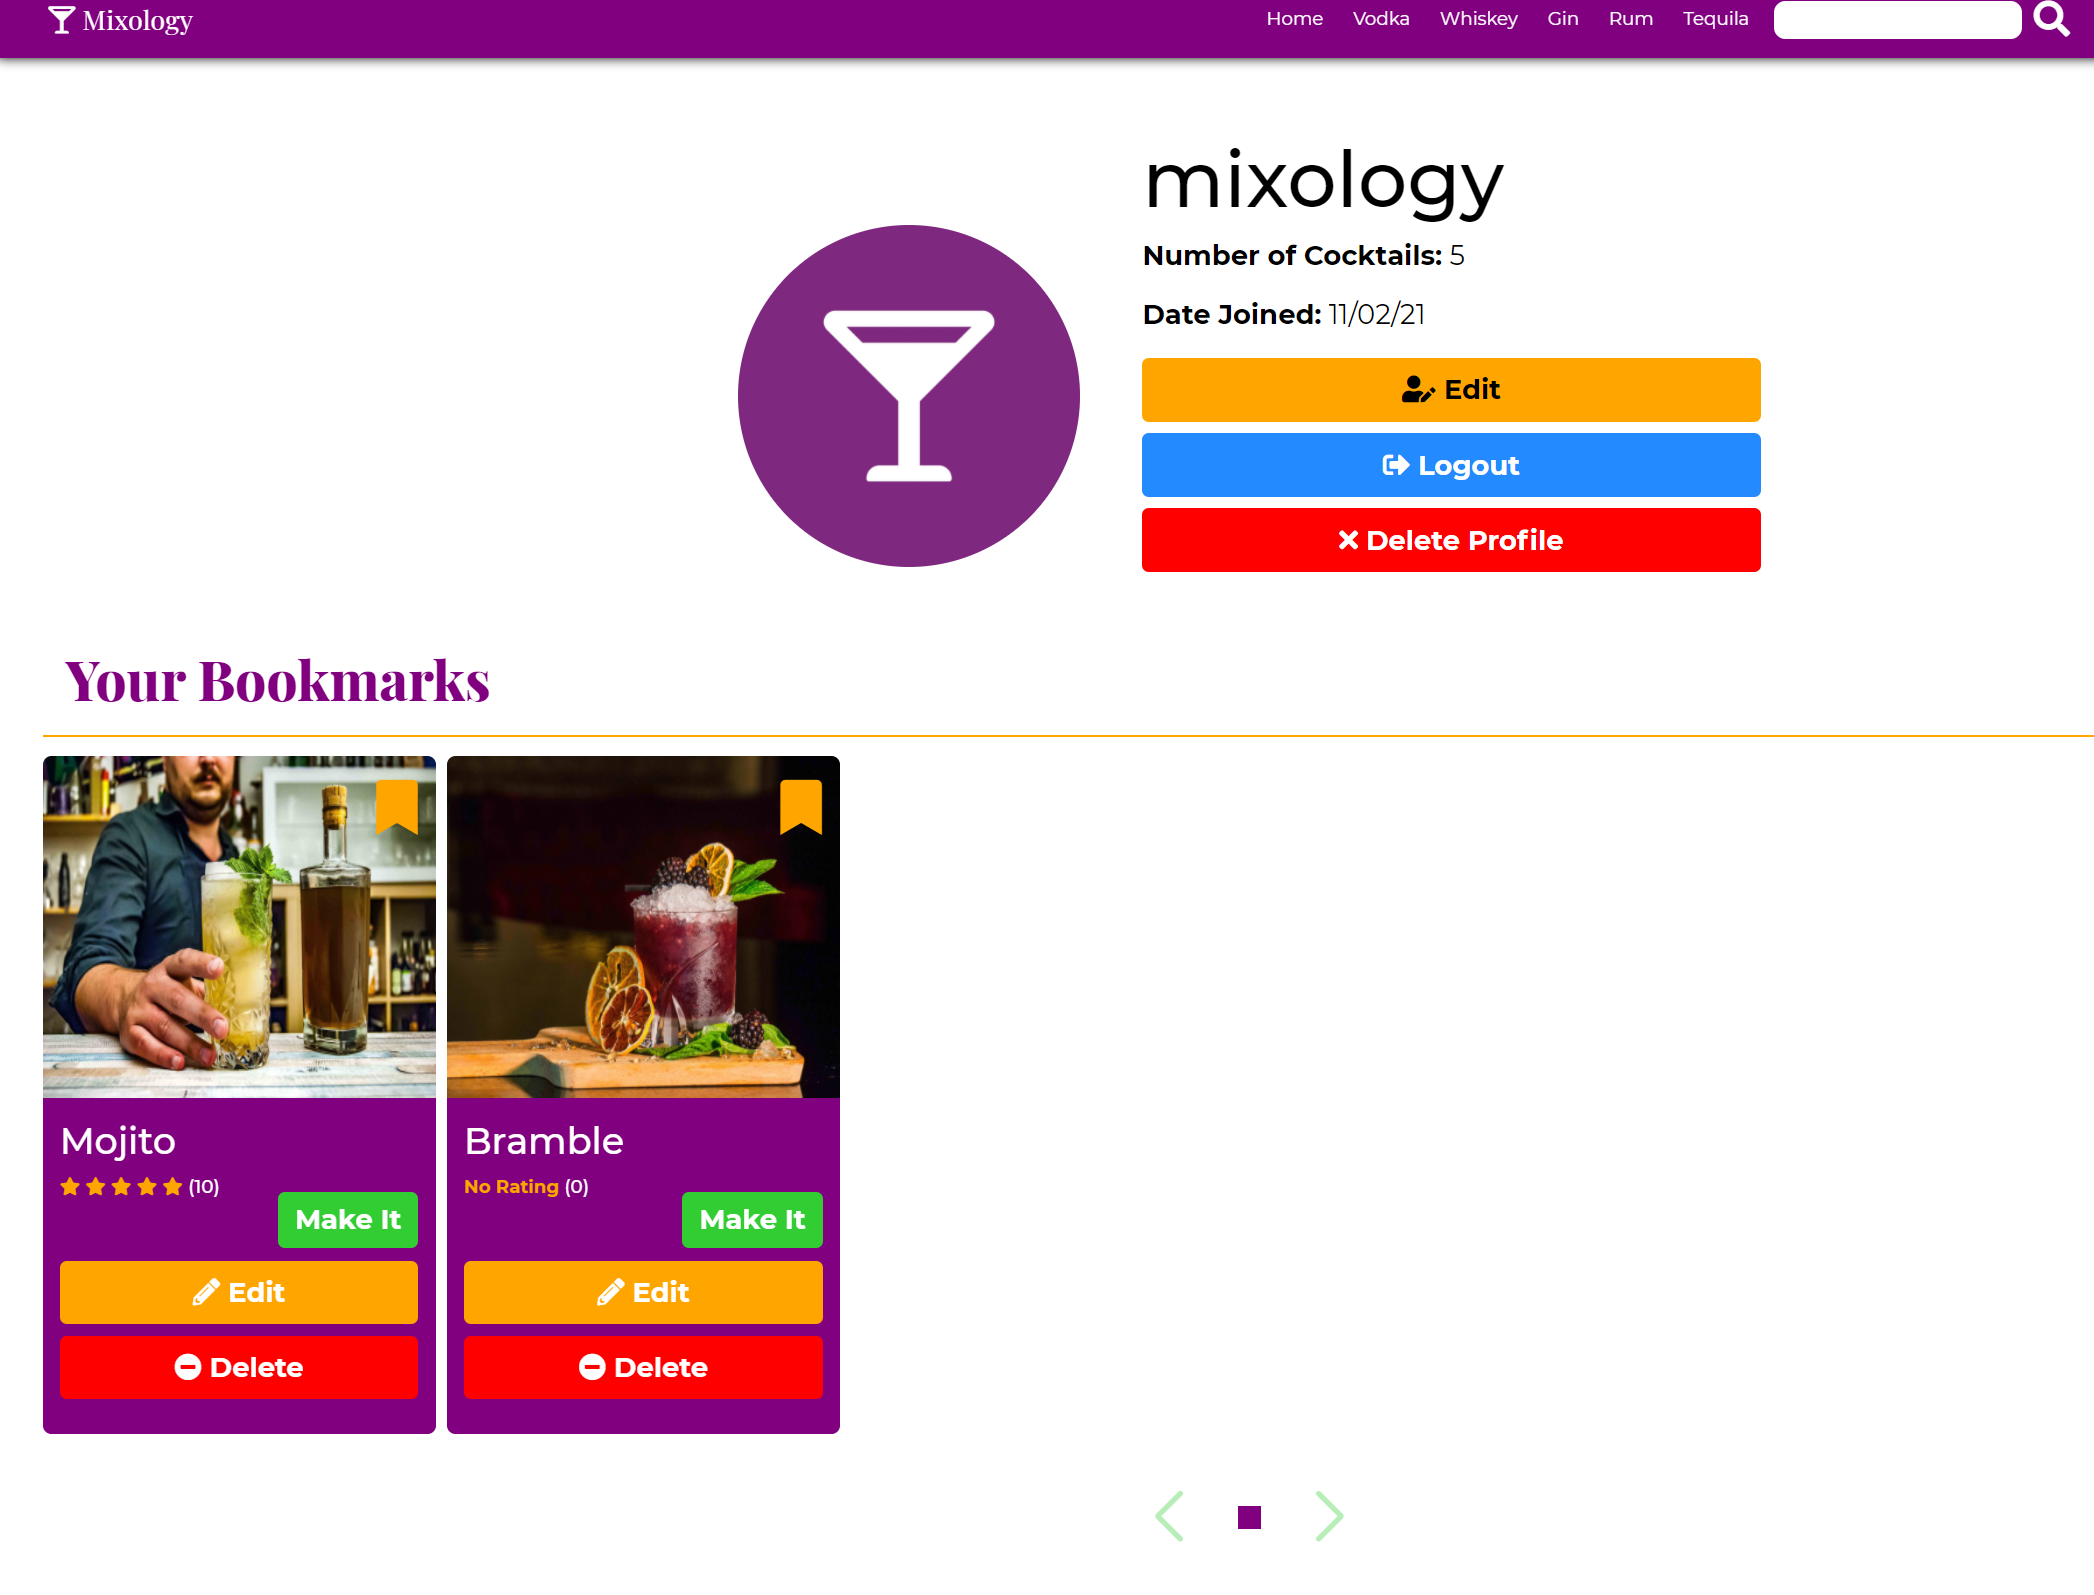 Mixology
Home Vodka Whiskey Gin Rum Tequila
mixology
Number of Cocktails: 5
Date Joined: 11/02/21
Edit
Logout
Delete Profile
Your Bookmarks
Mojito
(10)
Make It
Edit
Delete
Bramble
No Rating (0)
Make It
Edit
Delete